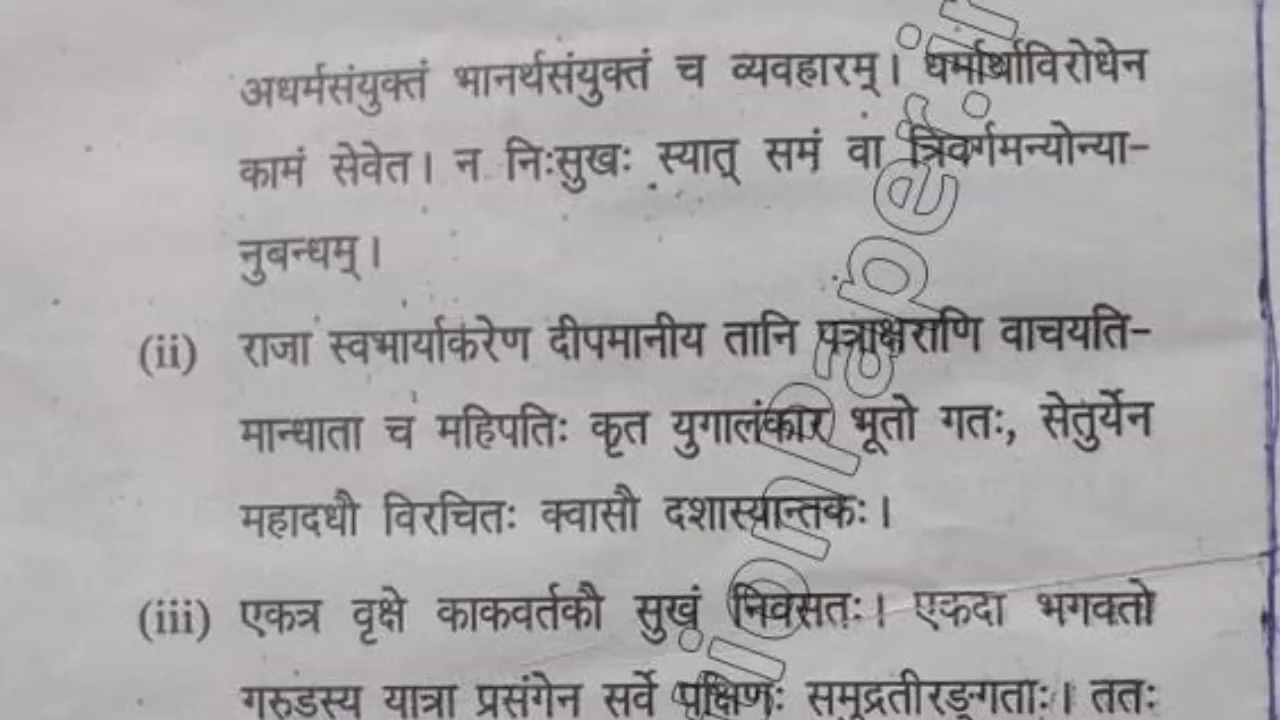 अधर्मसंयुक्तं भानर्थसंयुक्तं च व्यवहारम्। धर्मार्थाविरोधेन
कामं सेवेत। न निःसुखः स्यात् समं वा त्रिवर्गमन्योन्या-
नुबन्धम्।
(ii) राजा स्वभार्याकरेण दीपमानीय तानि पत्राक्षराणि वाचयति-
मान्धाता च महिपतिः कृत युगालंकार भूतो गतः, सेतुर्येन
महादधौ विरचितः क्वासौ दशास्यान्तकः।
(iii) एकत्र वृक्षे काकवर्तकौ सुखं निवसतः। एकदा भगवतो
गरुडस्य यात्रा प्रसंगेन सर्वे पक्षिणः समुद्रतीरङ्गताः। ततः